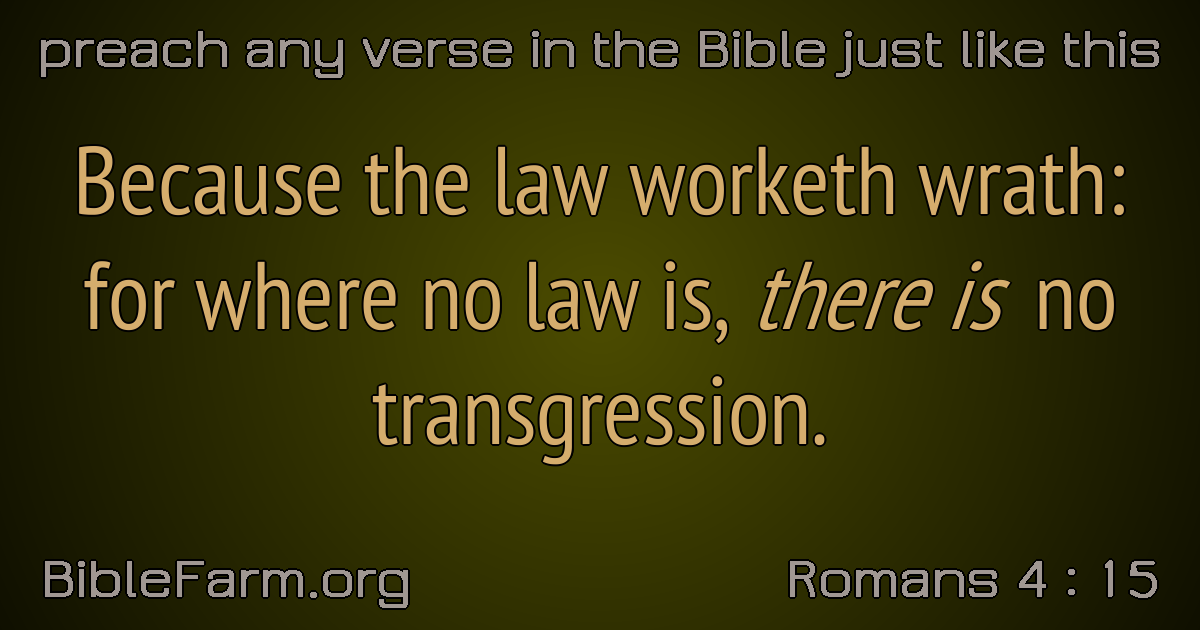 preach any verse in the Bible just like this
Because the law worketh wrath:
for where no law is, there is no
transgression.
BibleFarm.org
Romans 4 : 15